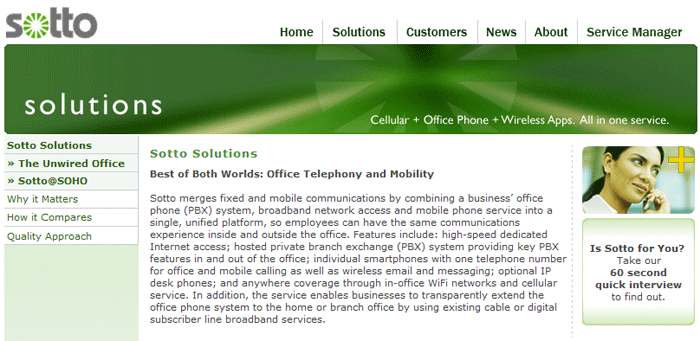 sotto
Home Solutions Customers News About Service Manager
solutions
Cellular + Office Phone + Wireless Apps. All in one service.
Sotto Solutions
» The Unwired Office
» Sotto@SOHO
Why it Matters
How it Compares
Quality Approach
Sotto Solutions
Best of Both Worlds: Office Telephony and Mobility
Sotto merges fixed and mobile communications by combining a business' office
phone (PBX) system, broadband network access and mobile phone service into a
single, unified platform, so employees can have the same communications
experience inside and outside the office. Features include: high-speed dedicated
Internet access; hosted private branch exchange (PBX) system providing key PBX
features in and out of the office; individual smartphones with one telephone number
for office and mobile calling as well as wireless email and messaging; optional IP
desk phones; and anywhere coverage through in-office WiFi networks and cellular
service. In addition, the service enables businesses to transparently extend the
office phone system to the home or branch office by using existing cable or digital
subscriber line broadband services.
Is Sotto for You?
Take our
60 second
quick interview
to find out.